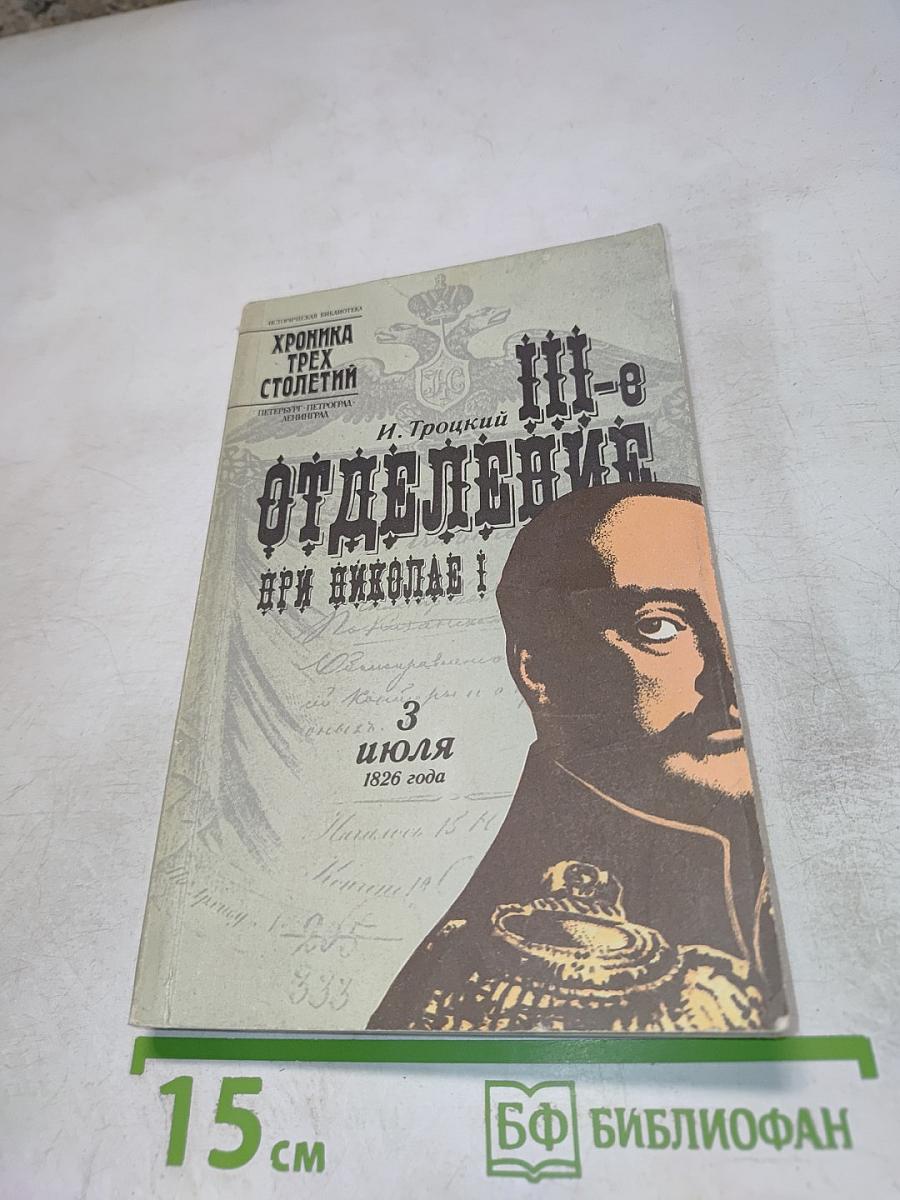 ИСТОРИЧЕСКАЯ БИБЛИОТЕКА
ХРОНИКА
ТРЕХ
СТОЛЕТИЙ
ПЕТЕРБУРГ·ПЕТРОГРАД·
ЛЕНИНГРАД
И. Троцкий
III-е
ОТДЕЛЕНИЕ
ПРИ НИКОЛАЕ I
3
июля
1826 года
Началось
333
15 см
БФ БИБЛИОФАН